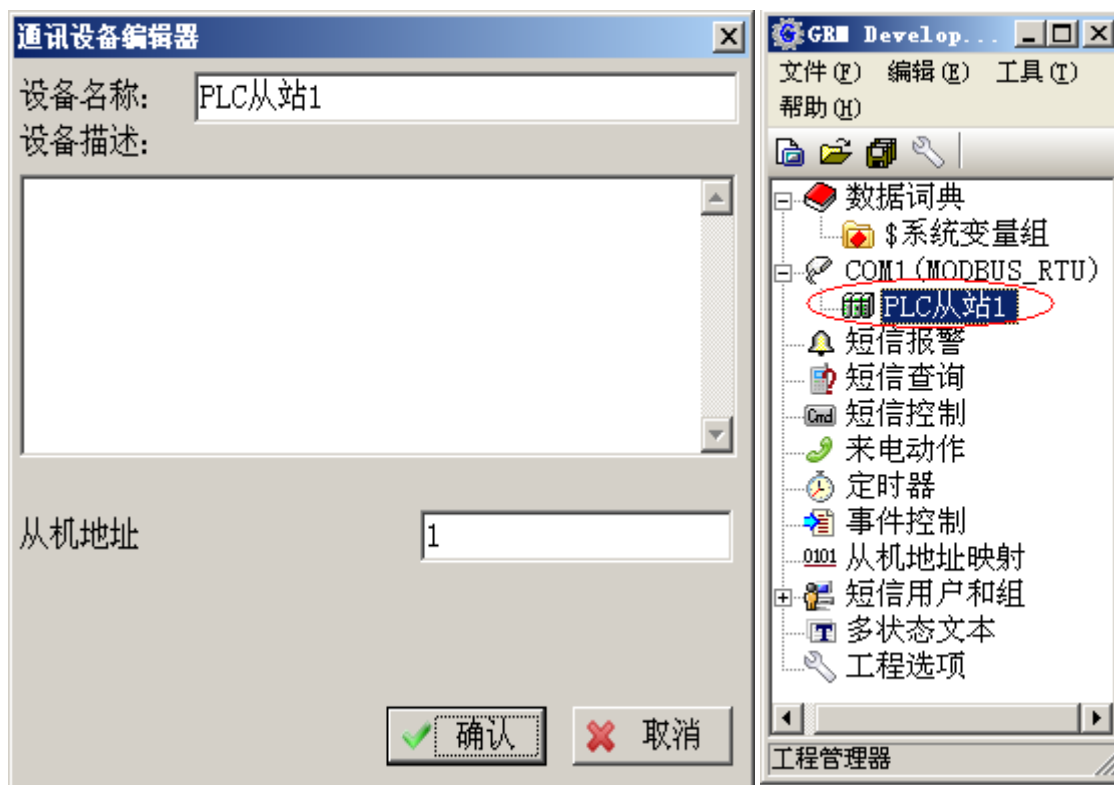 通讯设备编辑器
设备名称:
PLC从站1
设备描述:
从机地址
1
确认
取消
GRM Develop...
文件(F) 编辑(E) 工具(T)
帮助(H)
数据词典
$系统变量组
COM1(MODBUS_RTU)
PLC从站1
短信报警
短信查询
Cmd 短信控制
来电动作
定时器
事件控制
0101 从机地址映射
短信用户和组
T 多状态文本
工程选项
工程管理器